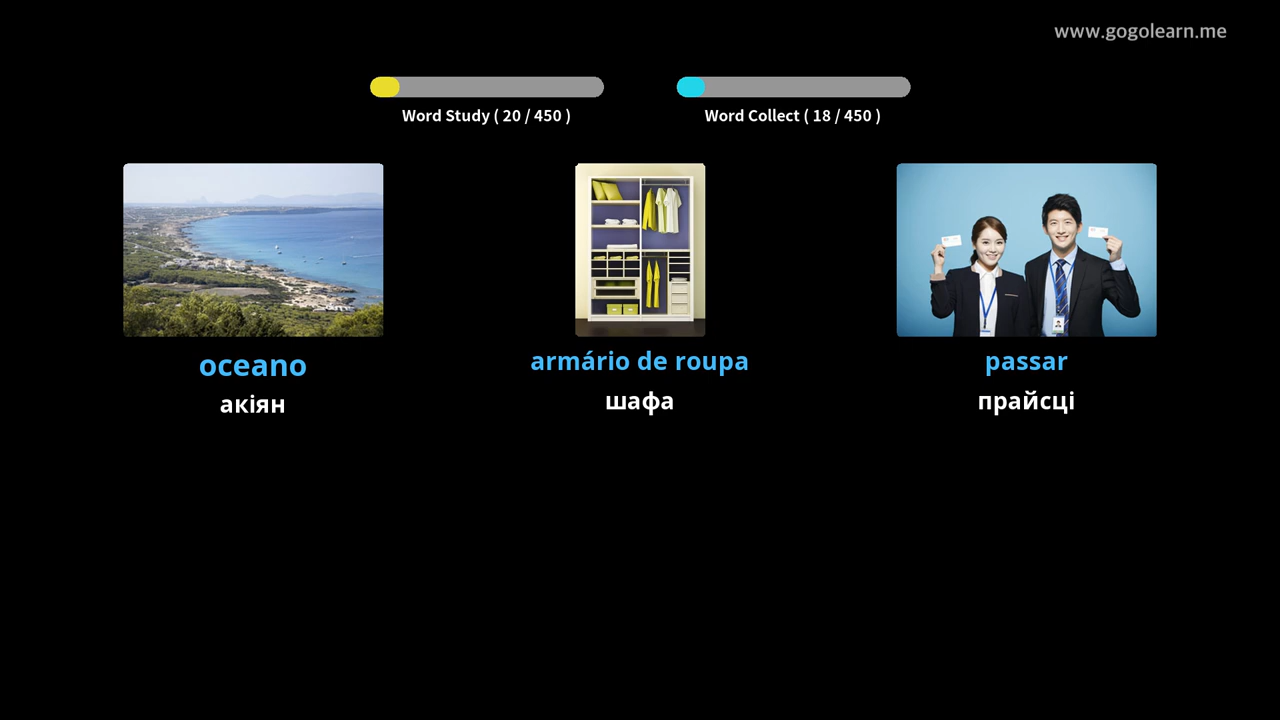 www.gogolearn.me
Word Study ( 20 / 450 )
Word Collect ( 18 / 450 )
oceano
акіян
armário de roupa
шафа
passar
прайсці